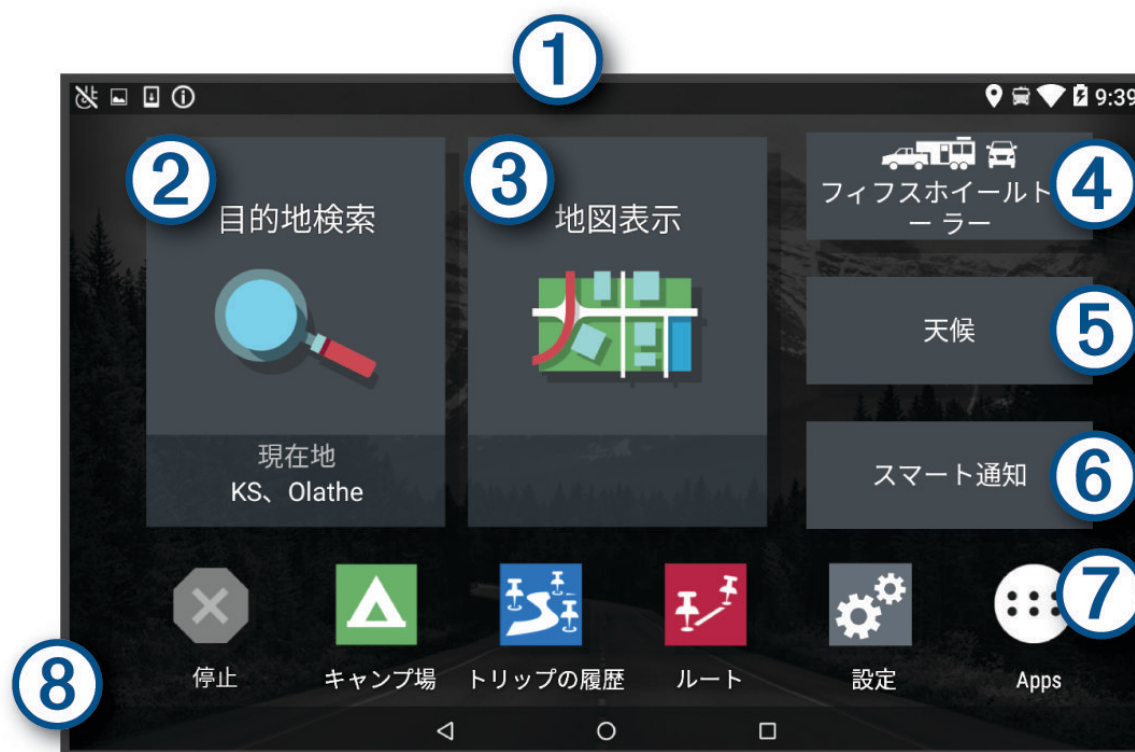 ①
9:39
②
目的地検索
現在地
KS、Olathe
③
地図表示
④
フィフスホイールト
ー ラー
⑤
天候
⑥
スマート通知
⑦
⑧
停止
キャンプ場
トリップの履歴
ルート
設定
Apps